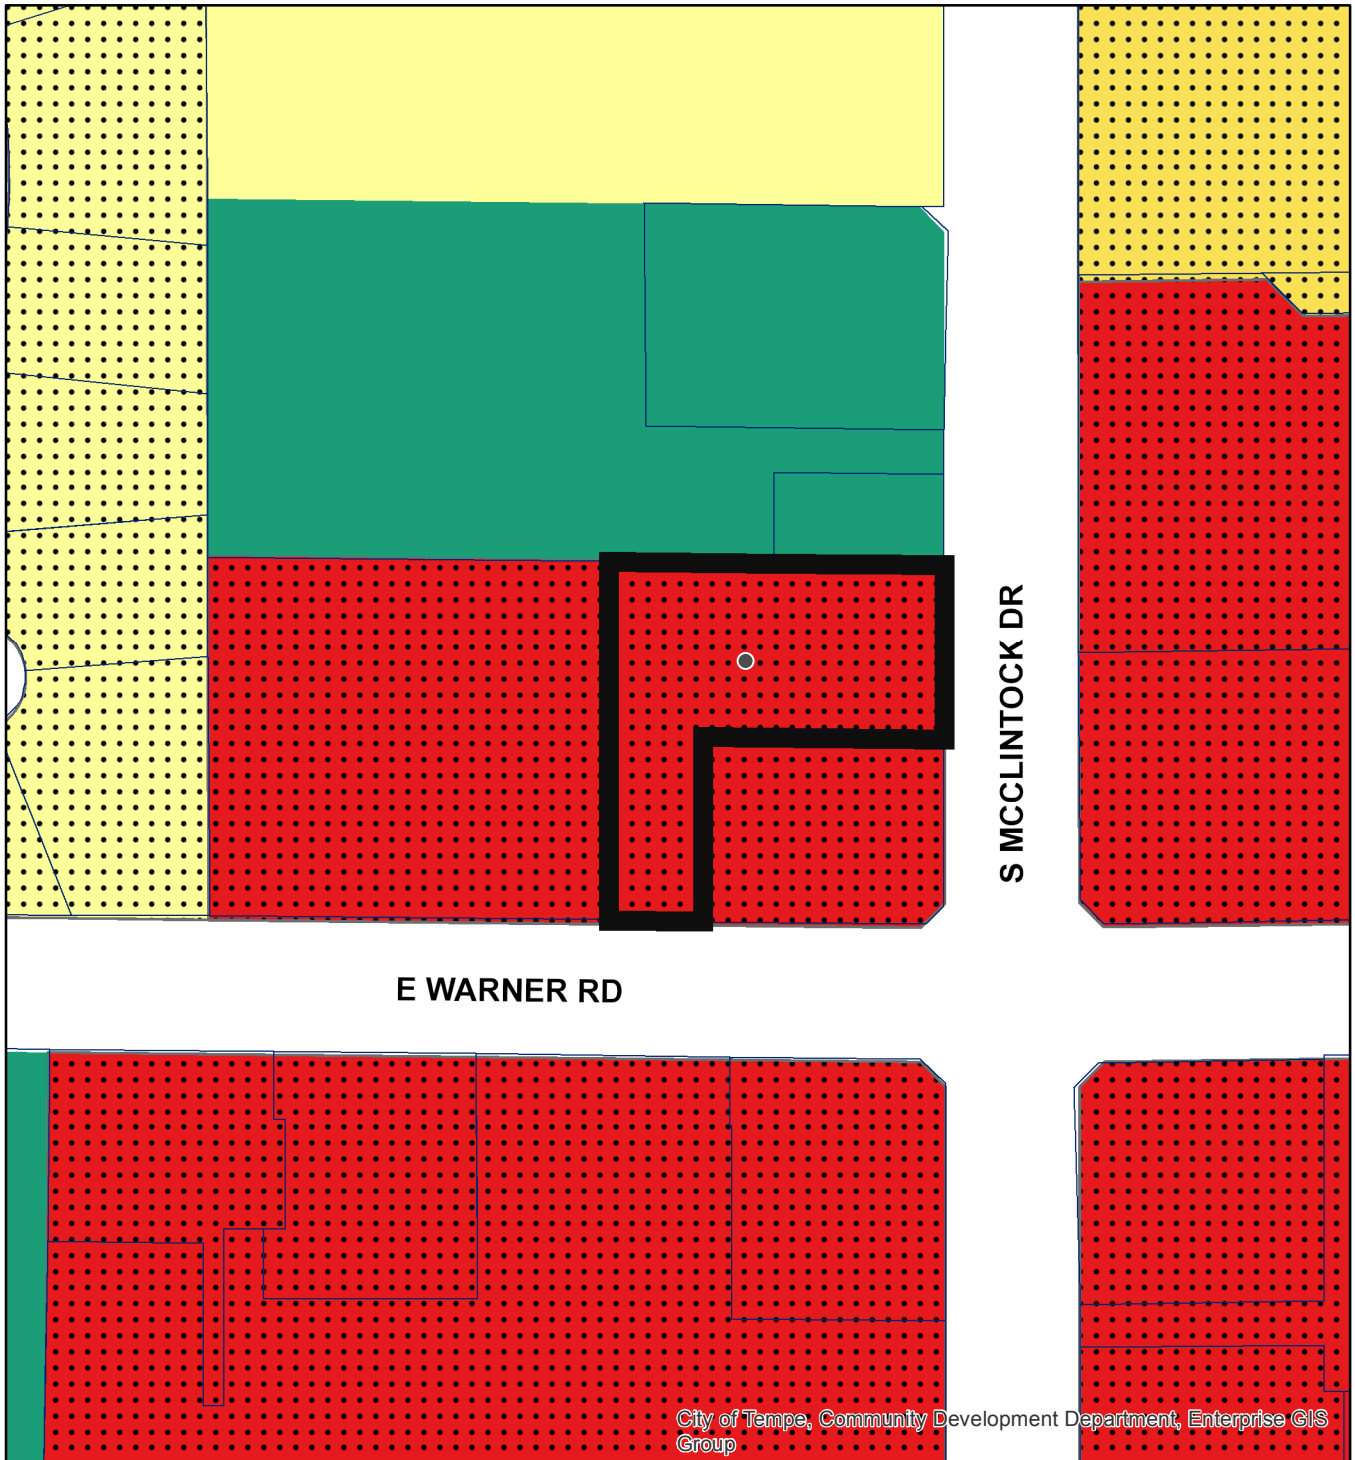 S MCCLINTOCK DR
E WARNER RD
City of Tempe, Community Development Department, Enterprise GIS
Group